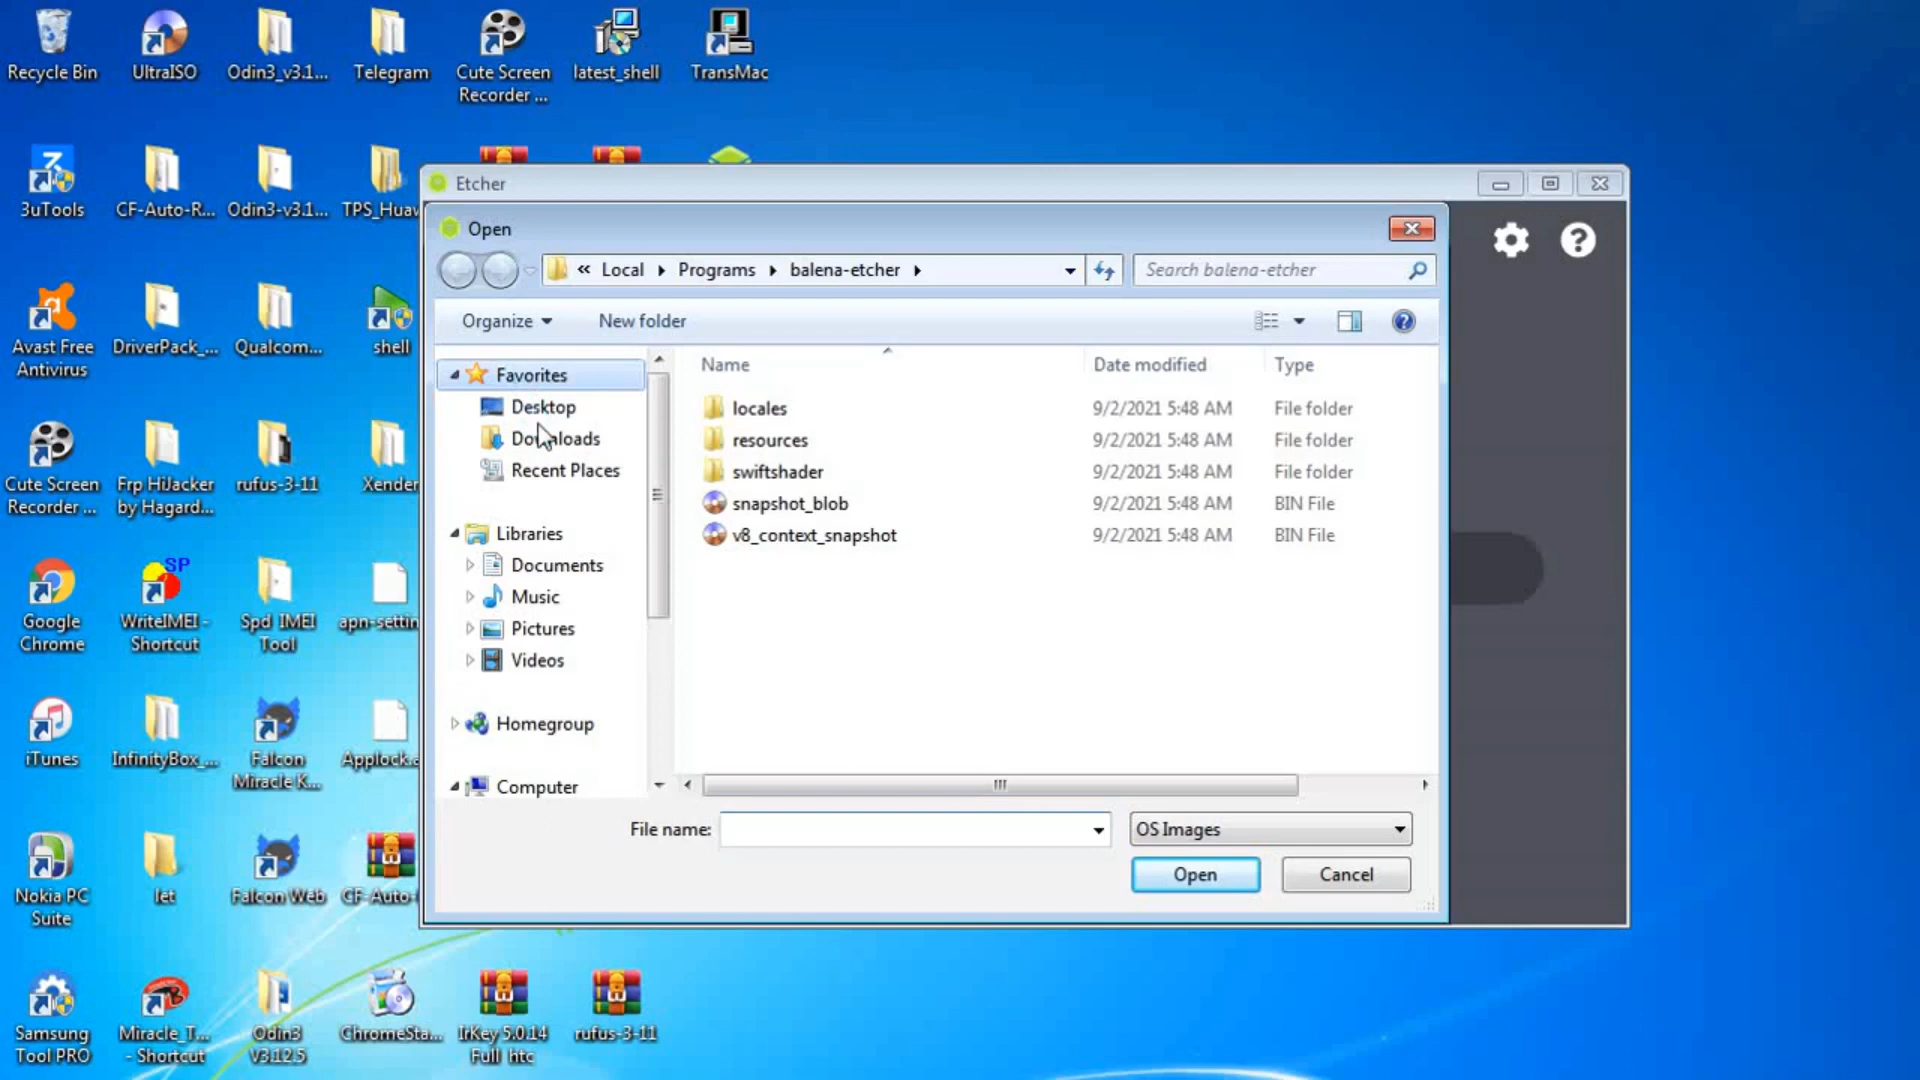 Recycle Bin
UltraISO
Odin3_v3.1...
Telegram
Cute Screen
Recorder ...
latest_shell
TransMac
3uTools
CF-Auto-R...
Odin3-v3.1...
TPS_Huaw
Avast Free
Antivirus
DriverPack_...
Qualcom...
shell
Cute Screen
Recorder ...
Frp HiJacker
by Hagard...
rufus-3-11
Xender
Google
Chrome
SP
WriteIMEI -
Shortcut
Spd IMEI
Tool
apn-settin
iTunes
InfinityBox_...
Falcon
Miracle K...
Applock.a
Nokia PC
Suite
let
Falcon Web
CF-Auto-
Samsung
Tool PRO
Miracle_T...
- Shortcut
Odin3
V3.12.5
ChromeSta...
IrKey 5.0.14
Full htc
rufus-3-11
Etcher
Open
« Local
Programs
balena-etcher
Search balena-etcher
Organize
New folder
Favorites
Desktop
Downloads
Recent Places
Libraries
Documents
Music
Pictures
Videos
Homegroup
Computer
Name Date modified Type
locales 9/2/2021 5:48 AM File folder
resources 9/2/2021 5:48 AM File folder
swiftshader 9/2/2021 5:48 AM File folder
snapshot_blob 9/2/2021 5:48 AM BIN File
v8_context_snapshot 9/2/2021 5:48 AM BIN File
File name:
OS Images
Open
Cancel